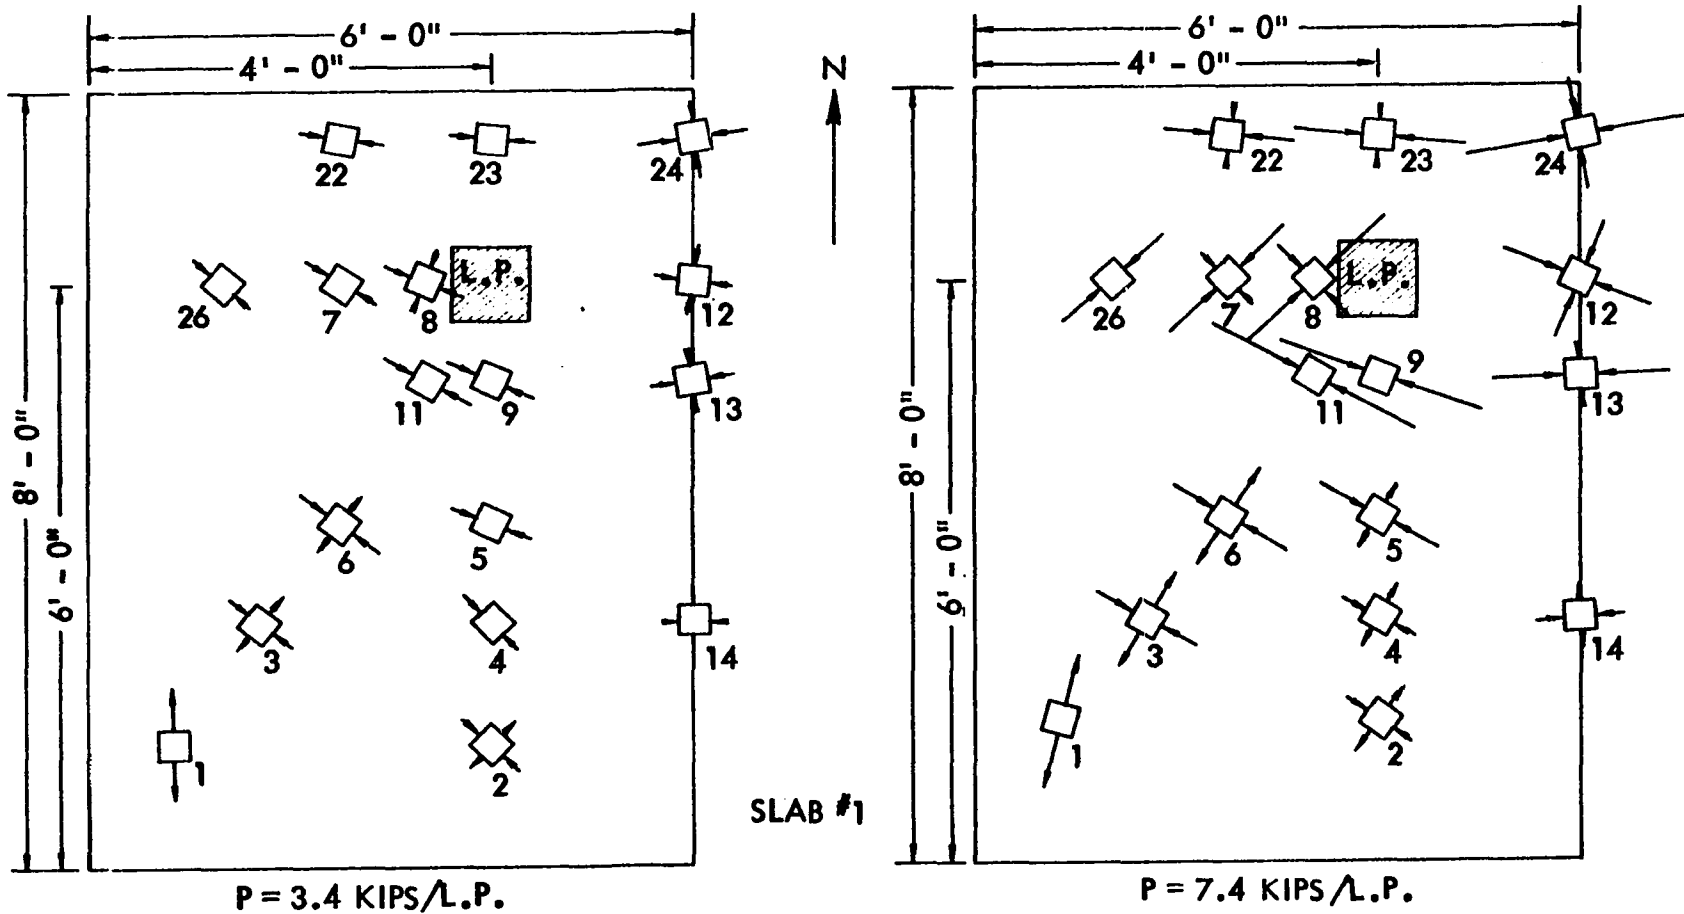 6' - 0"
4' - 0"
N
6' - 0"
4' - 0"
22
23
24
22
23
24
L.P.
L.P.
26
7
8
12
26
7
8
12
11
9
13
9
11
13
8' - 0"
8' - 0"
6' - 0"
6' - 0"
6
5
6
5
3
4
14
3
4
14
1
2
1
2
SLAB #1
P = 3.4 KIPS/L.P.
P = 7.4 KIPS/L.P.